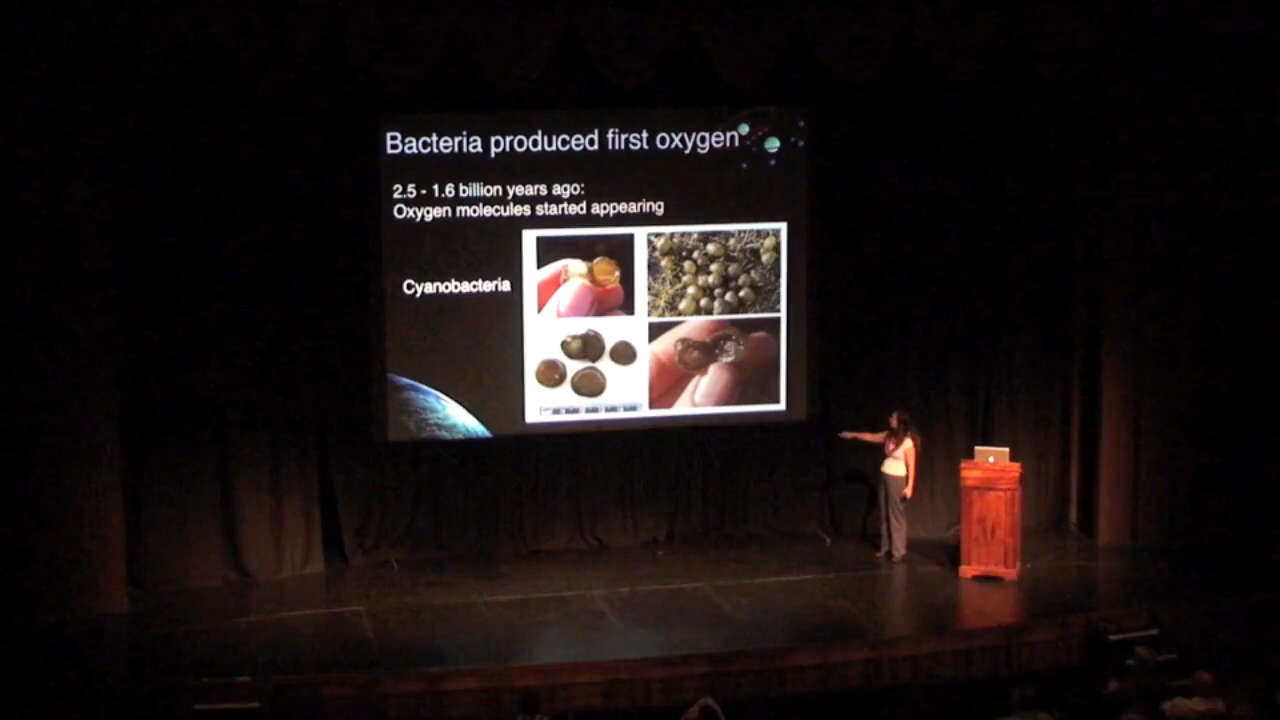 Bacteria produced first oxygen
2.5 - 1.6 billion years ago:
Oxygen molecules started appearing
Cyanobacteria